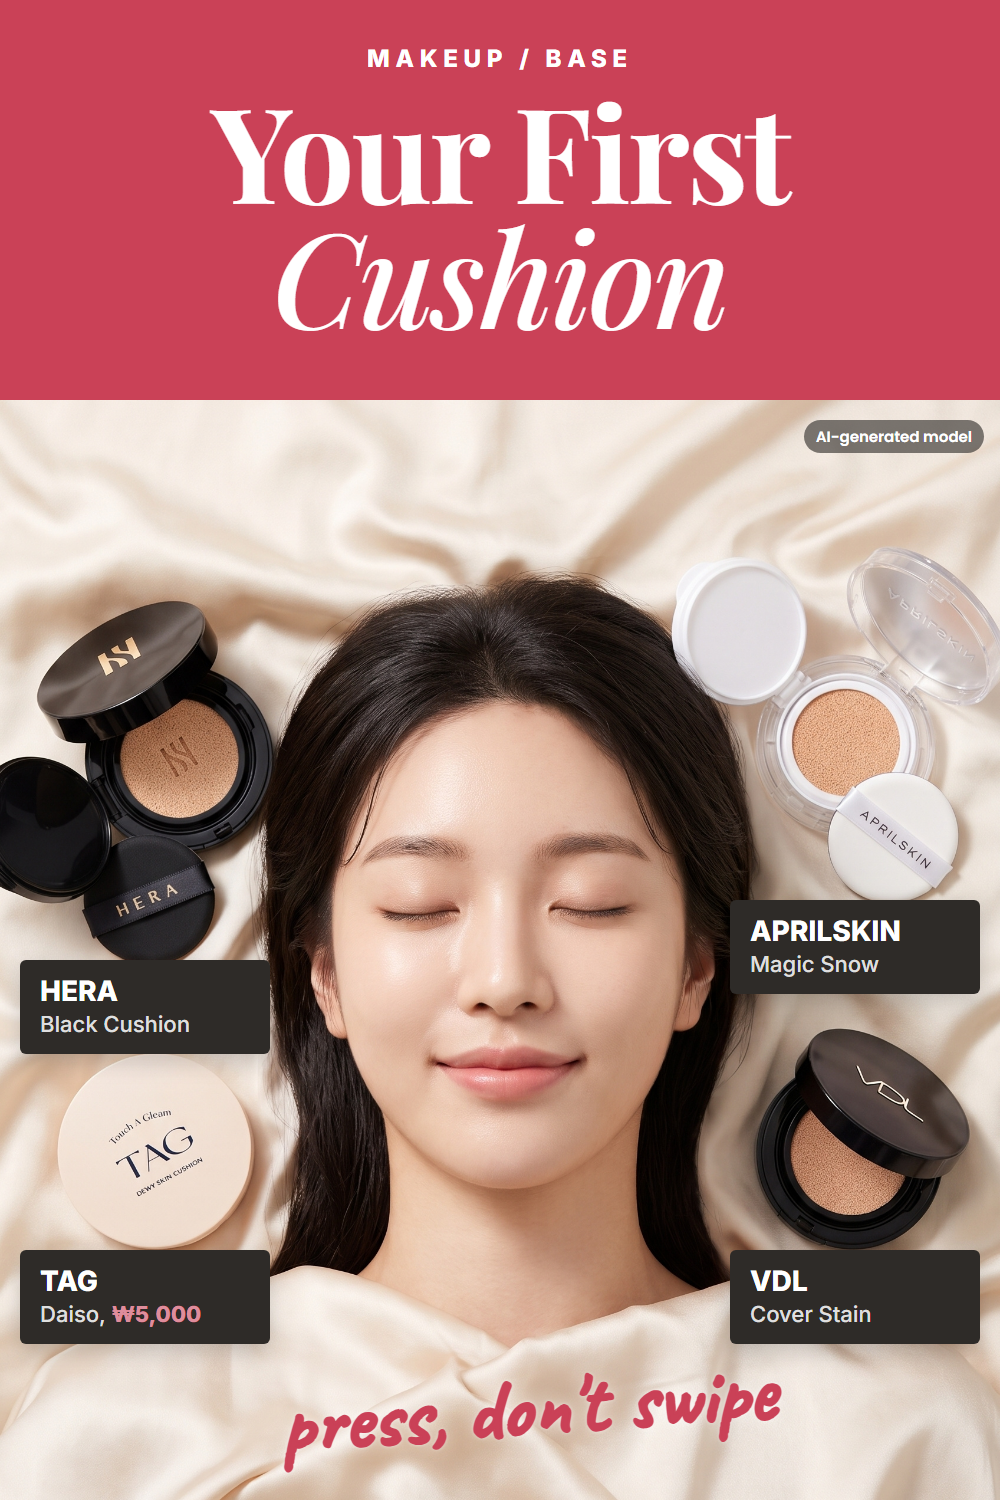 MAKEUP / BASE
Your First
Cushion
AI-generated model
APRILSKIN
HERA
APRILSKIN
APRILSKIN
Magic Snow
HERA
Black Cushion
VDL
Touch A Gleam
TAG
DEWY SKIN CUSHION
TAG
Daiso, ₩5,000
VDL
Cover Stain
press, don't swipe